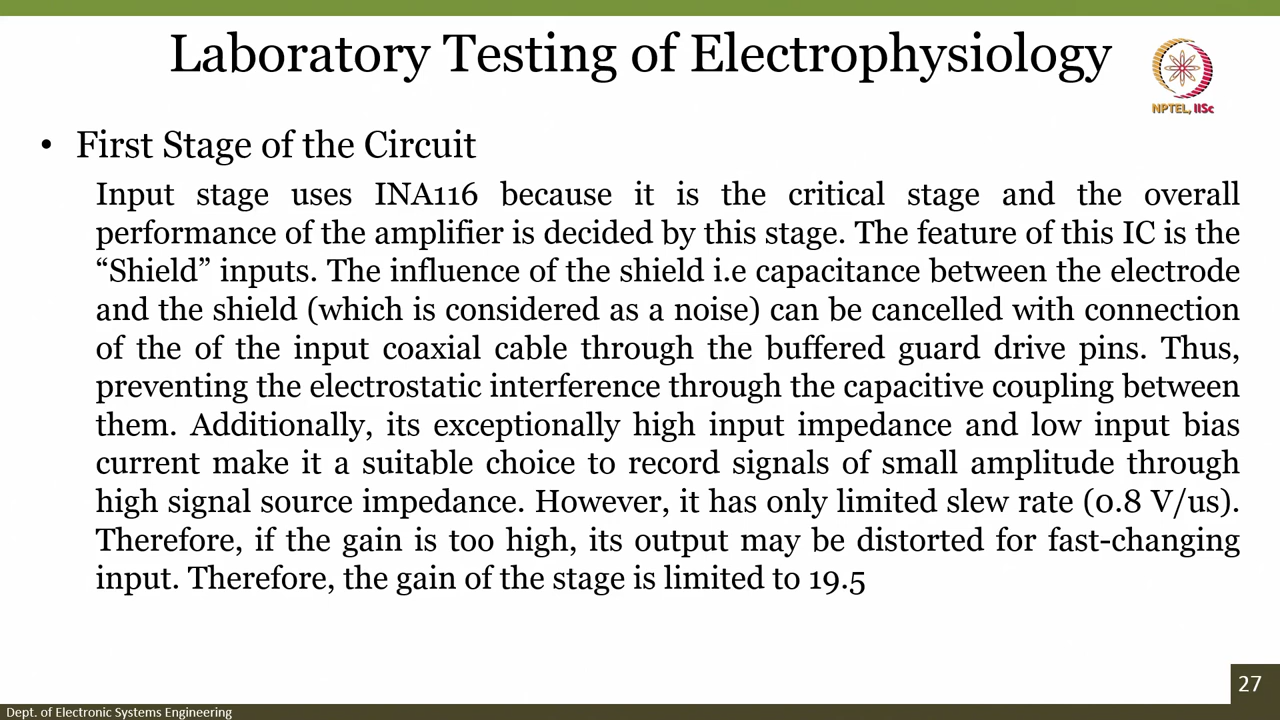 Laboratory Testing of Electrophysiology
NPTEL, IISc
• First Stage of the Circuit
Input stage uses INA116 because it is the critical stage and the overall
performance of the amplifier is decided by this stage. The feature of this IC is the
“Shield” inputs. The influence of the shield i.e capacitance between the electrode
and the shield (which is considered as a noise) can be cancelled with connection
of the of the input coaxial cable through the buffered guard drive pins. Thus,
preventing the electrostatic interference through the capacitive coupling between
them. Additionally, its exceptionally high input impedance and low input bias
current make it a suitable choice to record signals of small amplitude through
high signal source impedance. However, it has only limited slew rate (0.8 V/us).
Therefore, if the gain is too high, its output may be distorted for fast-changing
input. Therefore, the gain of the stage is limited to 19.5
27
Dept. of Electronic Systems Engineering